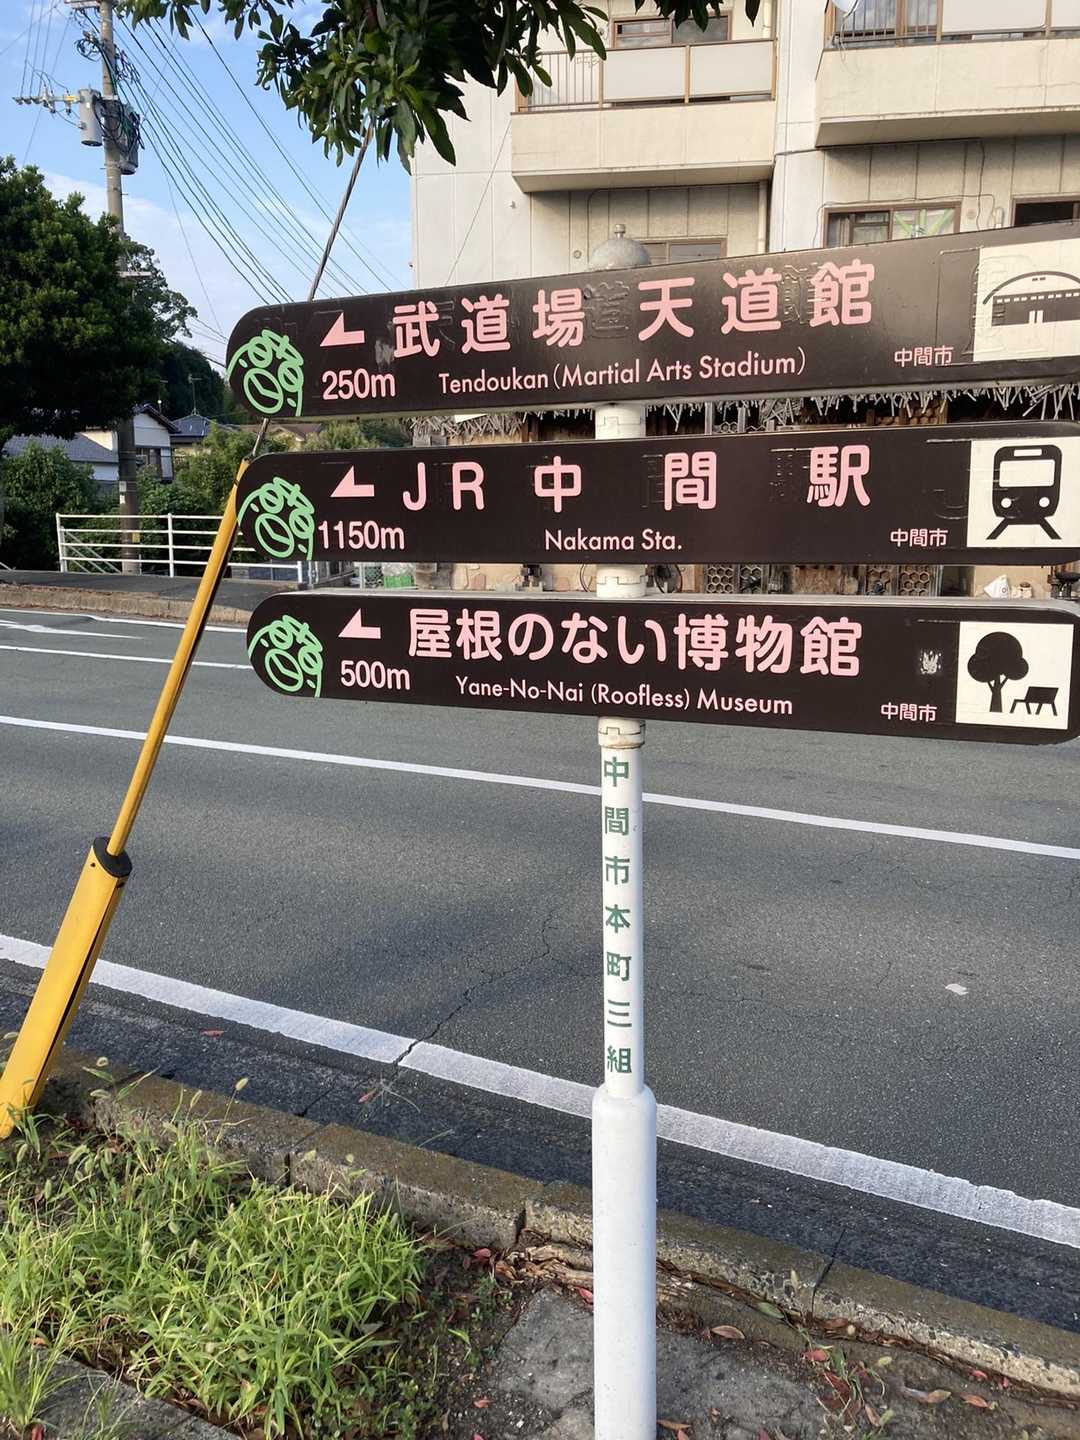 武道場 天道館
250m Tendoukan (Martial Arts Stadium) 中間市
JR 中間駅
1150m Nakama Sta. 中間市
屋根のない博物館
500m Yane-No-Nai (Roofless) Museum 中間市
中間市本町三組